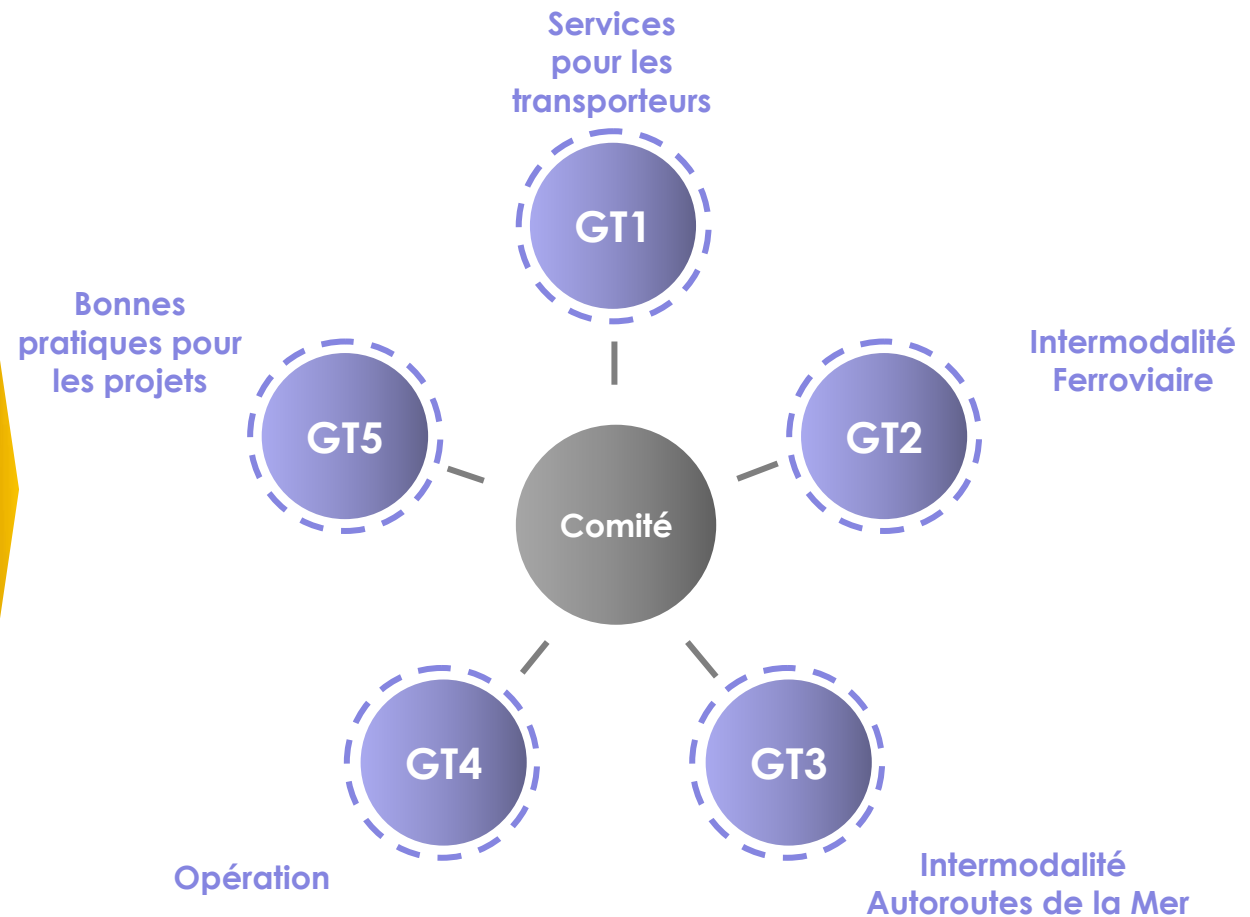 Services
pour les
transporteurs
GT1
Bonnes
pratiques pour
les projets
GT5
Intermodalité
Ferroviaire
GT2
Comité
GT4
Opération
GT3
Intermodalité
Autoroutes de la Mer